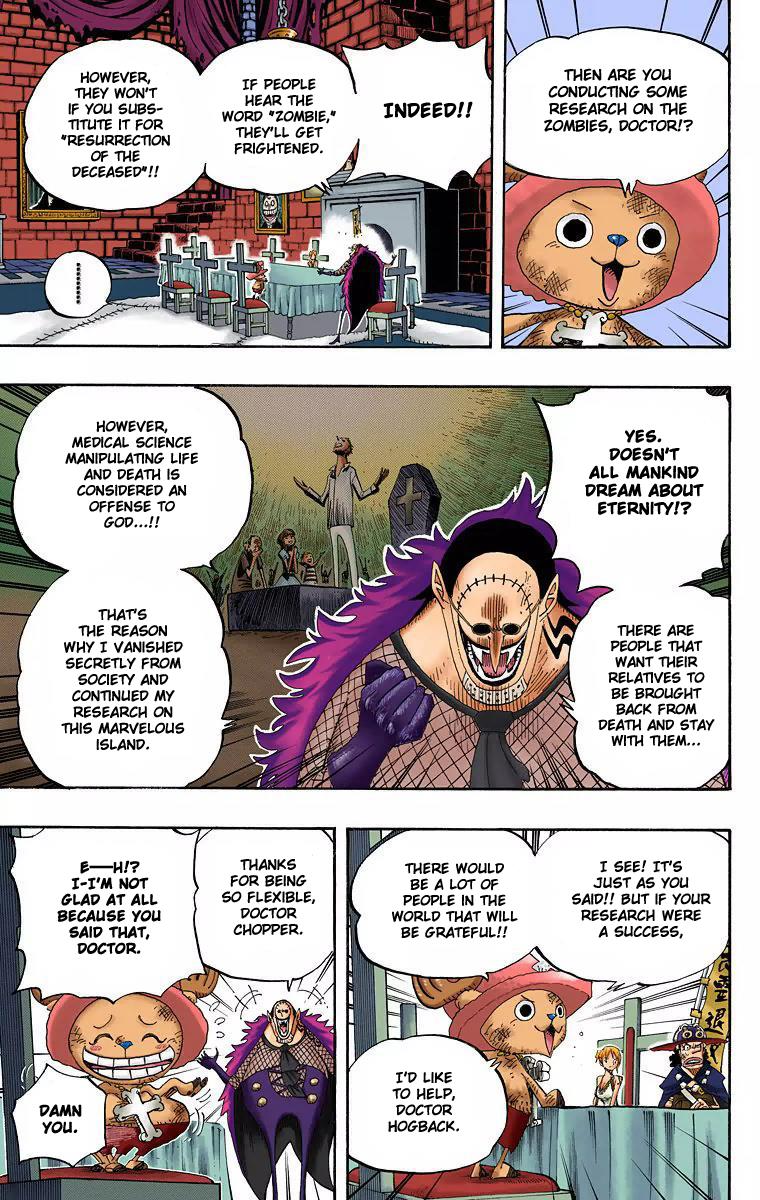 THEN ARE YOU
CONDUCTING SOME
RESEARCH ON THE
ZOMBIES, DOCTOR!?
INDEED!!
IF PEOPLE
HEAR THE
WORD "ZOMBIE,"
THEY'LL GET
FRIGHTENED.
HOWEVER,
THEY WON'T
IF YOU SUBS-
TITUTE IT FOR
"RESURRECTION
OF THE
DECEASED"!!
YES.
DOESN'T
ALL MANKIND
DREAM ABOUT
ETERNITY!?
THERE ARE
PEOPLE THAT
WANT THEIR
RELATIVES TO
BE BROUGHT
BACK FROM
DEATH AND STAY
WITH THEM...
HOWEVER,
MEDICAL SCIENCE
MANIPULATING LIFE
AND DEATH IS
CONSIDERED AN
OFFENSE TO
GOD...!!
THAT'S
THE REASON
WHY I VANISHED
SECRETLY FROM
SOCIETY AND
CONTINUED MY
RESEARCH ON
THIS MARVELOUS
ISLAND.
I SEE! IT'S
JUST AS YOU
SAID!! BUT IF YOUR
RESEARCH WERE
A SUCCESS,
THERE WOULD
BE A LOT OF
PEOPLE IN THE
WORLD THAT WILL
BE GRATEFUL!!
I'D LIKE
TO HELP,
DOCTOR
HOGBACK.
THANKS
FOR BEING
SO FLEXIBLE,
DOCTOR
CHOPPER.
E—H!?
I-I'M NOT
GLAD AT ALL
BECAUSE YOU
SAID THAT,
DOCTOR.
DAMN
YOU.